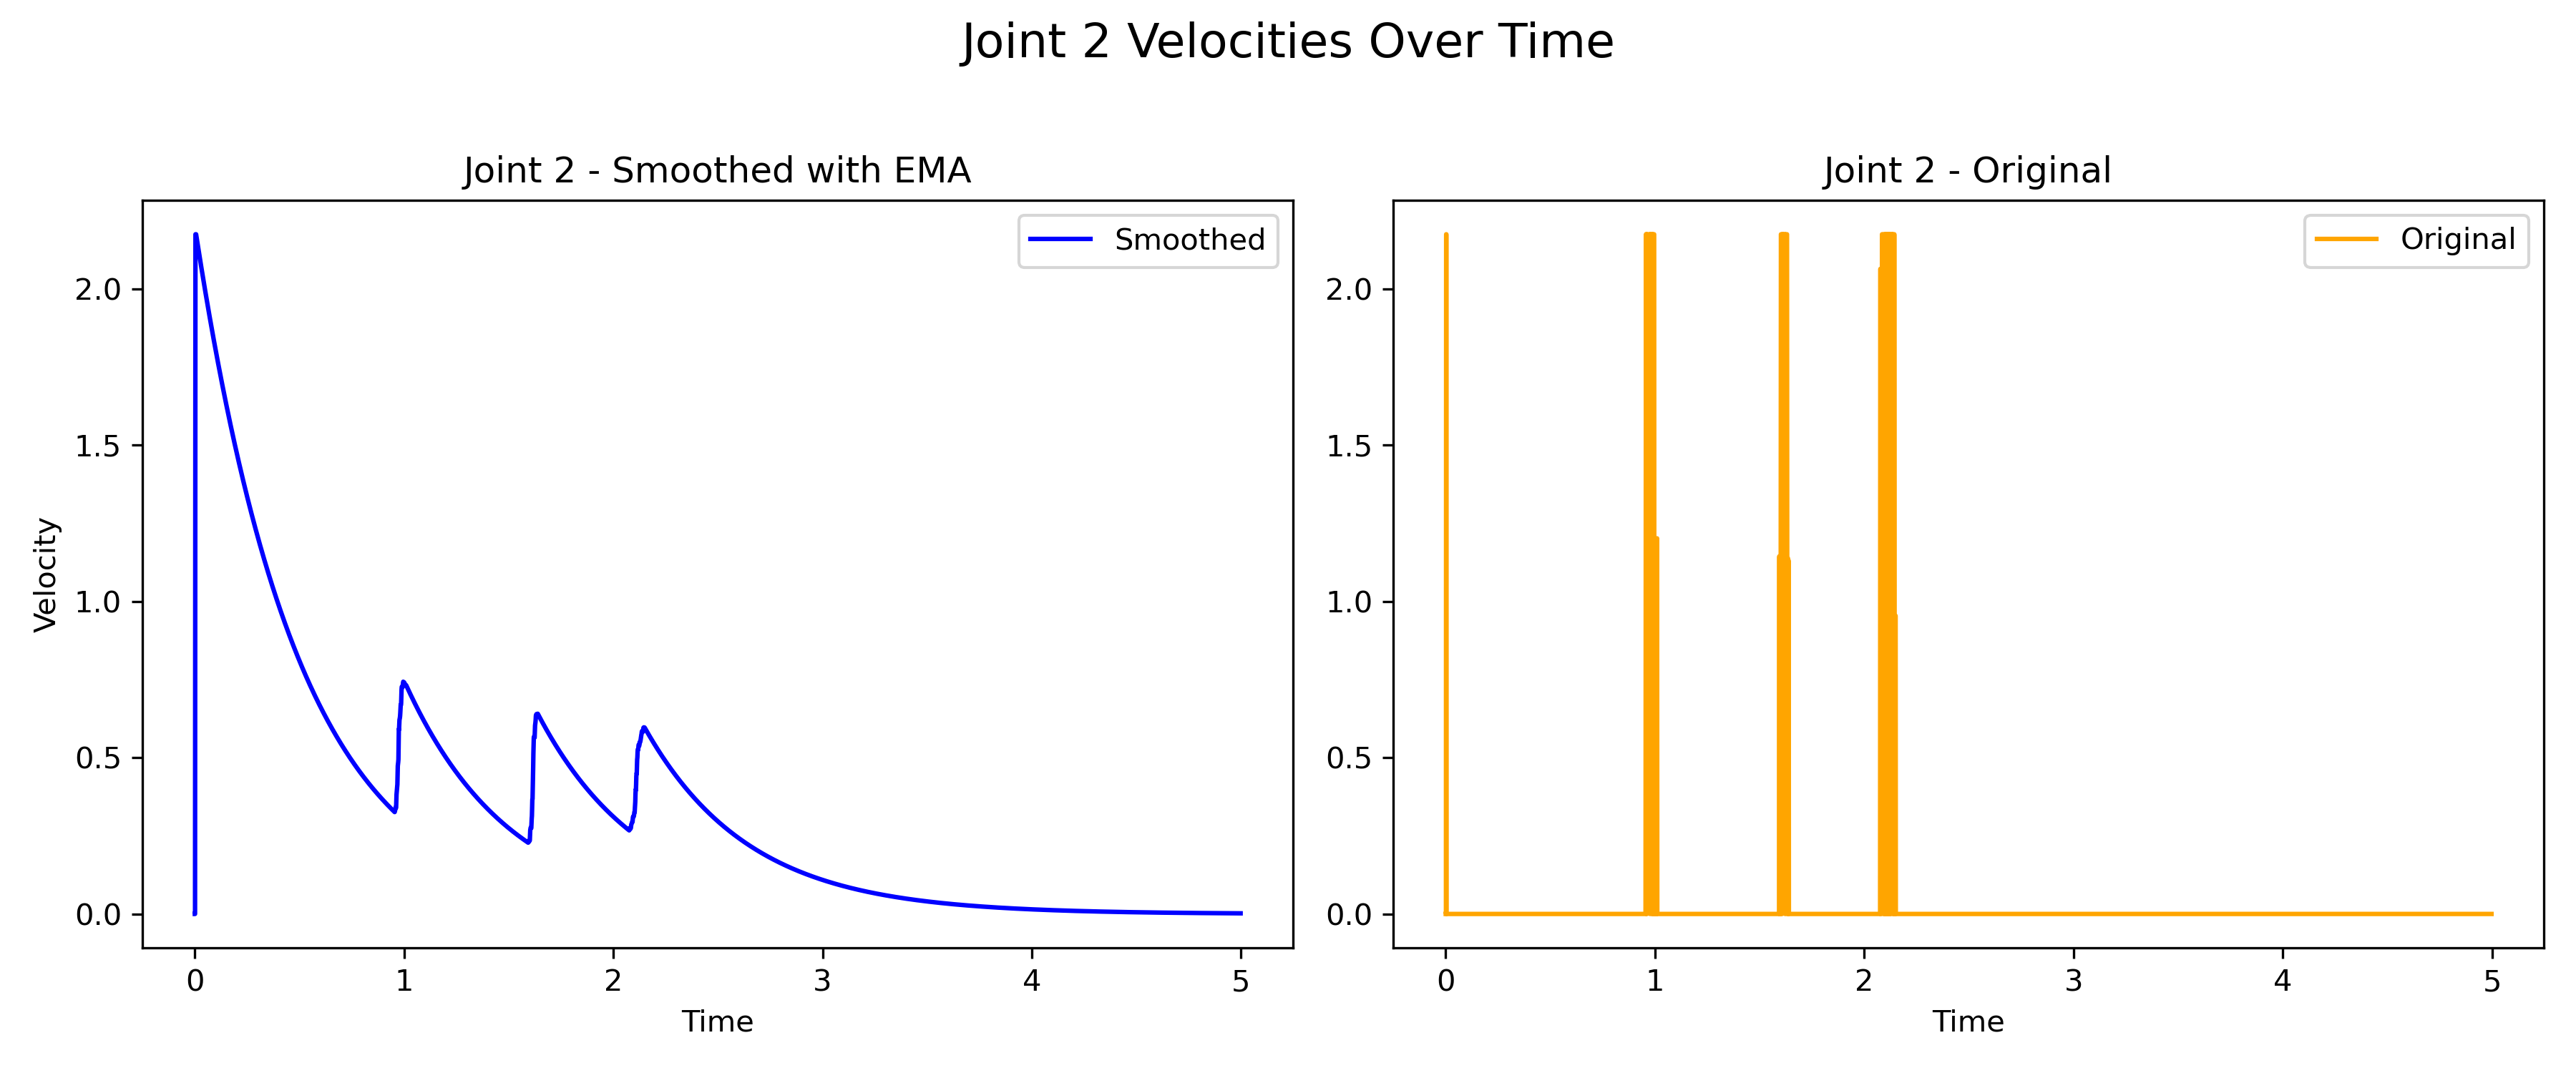 Joint 2 Velocities Over Time
Joint 2 - Smoothed with EMA
Smoothed
2.0
1.5
1.0
0.5
0.0
Velocity
0 1 2 3 4 5
Time
Joint 2 - Original
Original
2.0
1.5
1.0
0.5
0.0
0 1 2 3 4 5
Time